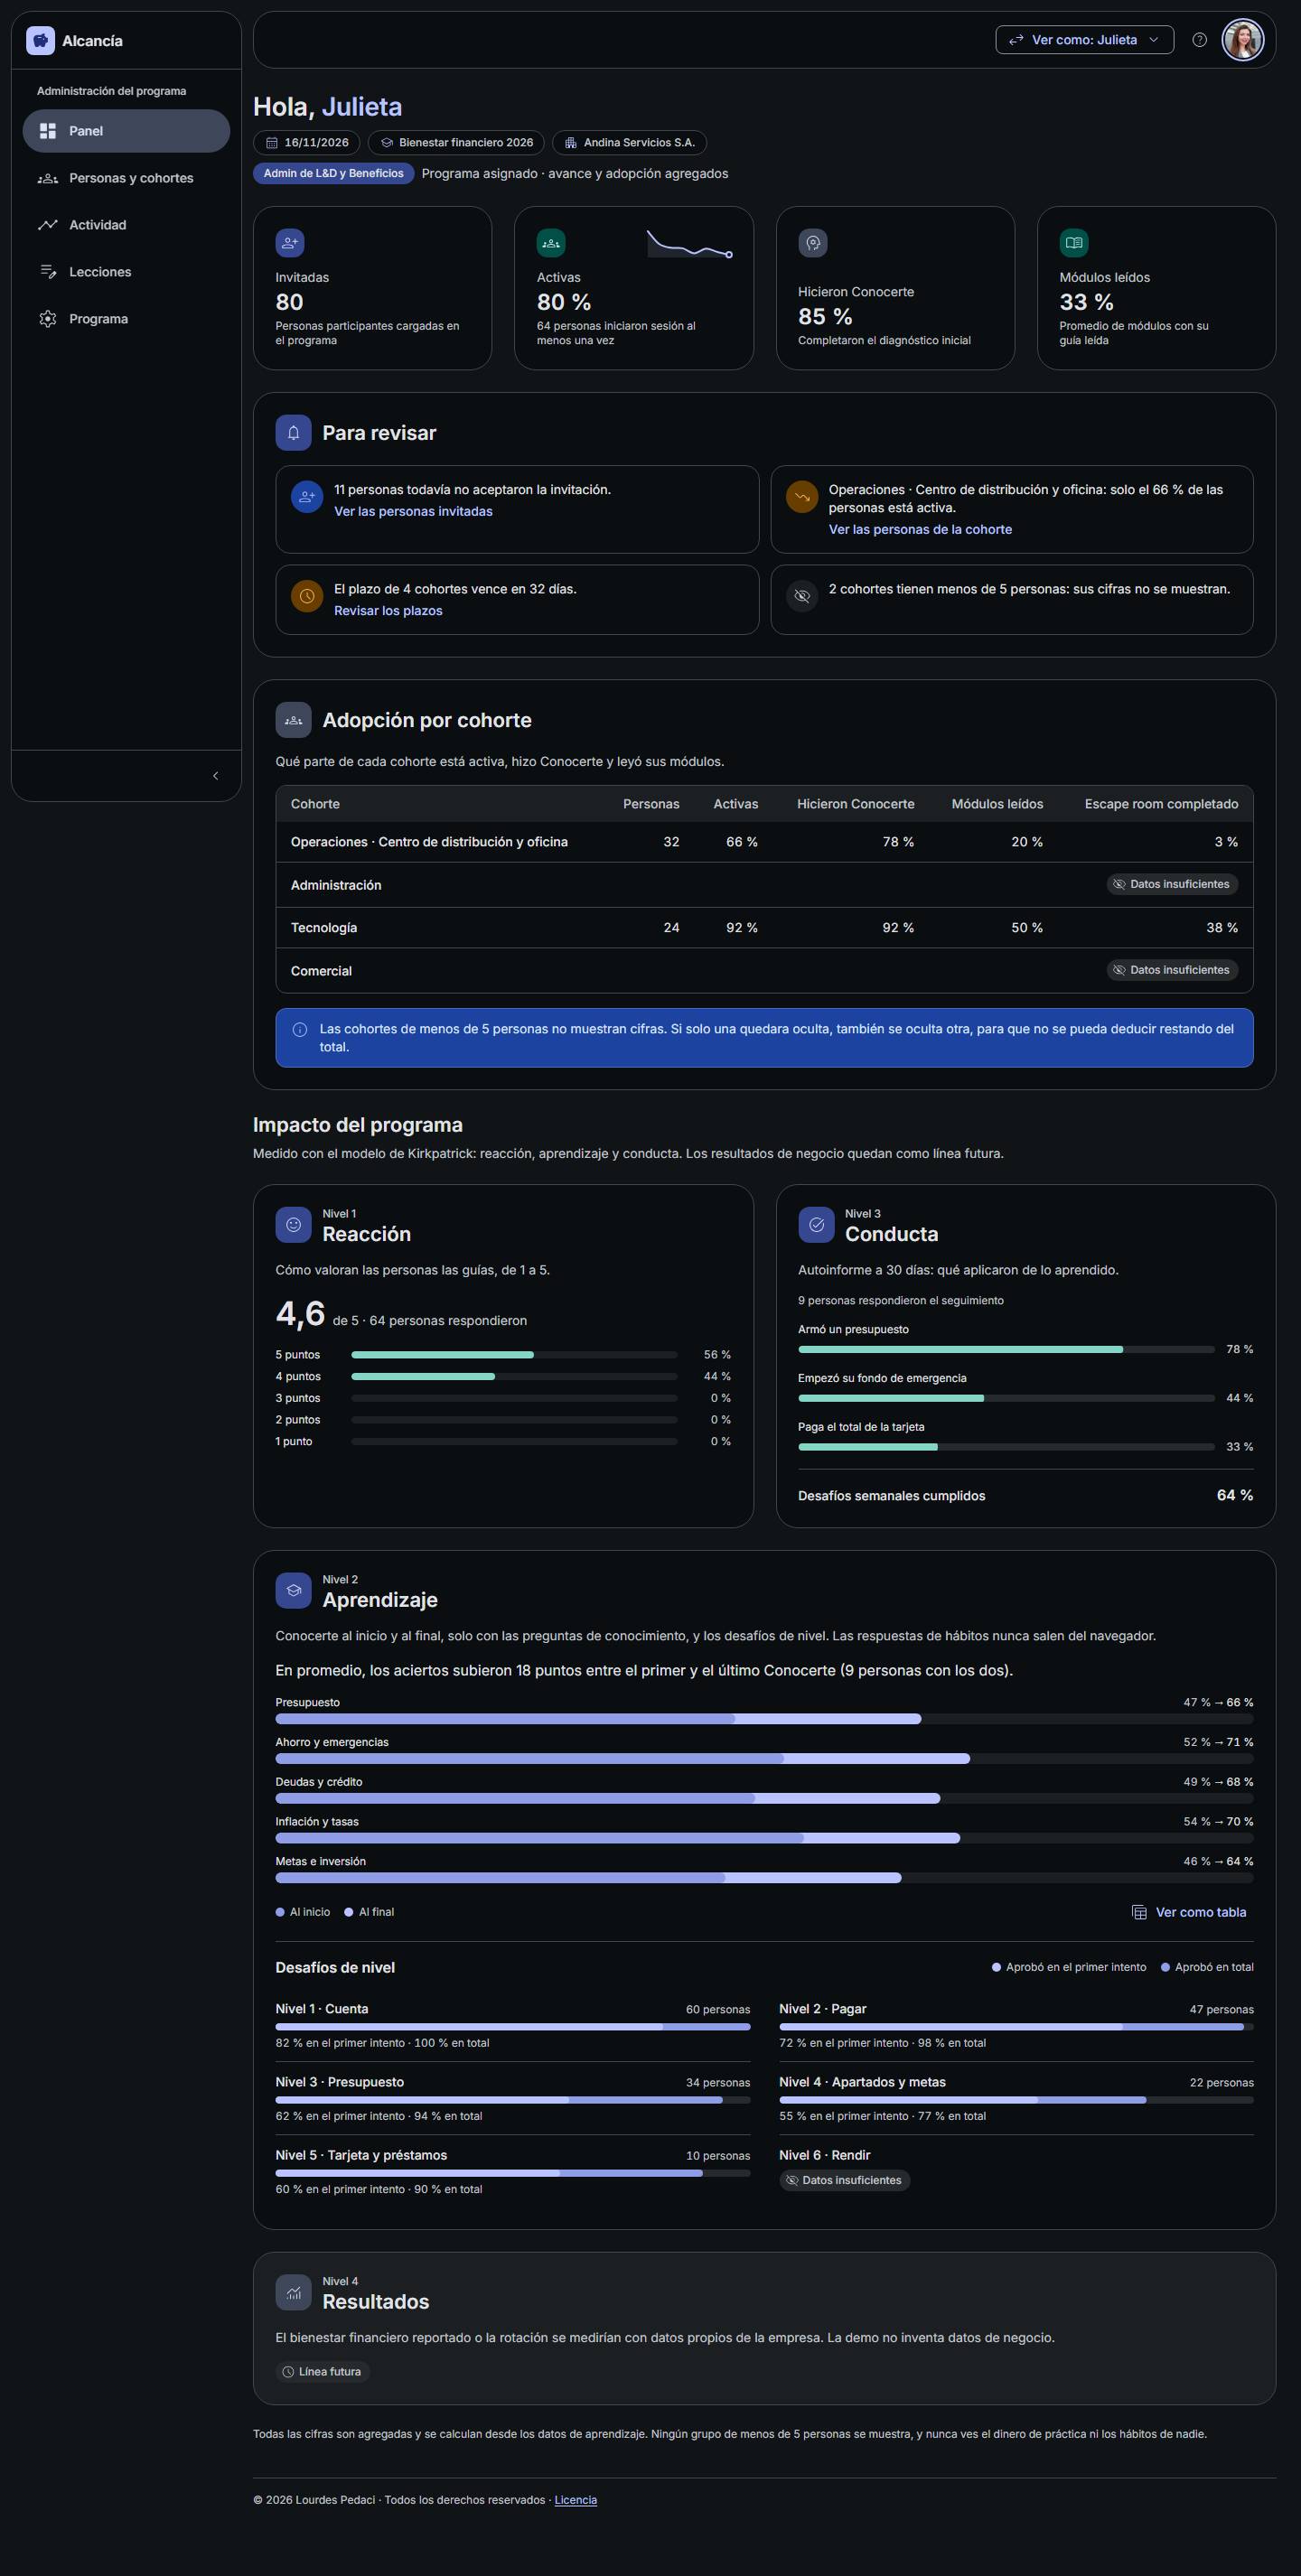 Alcancía
Ver como: Julieta
Administración del programa
Panel
Personas y cohortes
Actividad
Lecciones
Programa
Hola, Julieta
16/11/2026
Bienestar financiero 2026
Andina Servicios S.A.
Admin de L&D y Beneficios
Programa asignado · avance y adopción agregados
Invitadas
80
Personas participantes cargadas en
el programa
Activas
80 %
64 personas iniciaron sesión al
menos una vez
Hicieron Conocerte
85 %
Completaron el diagnóstico inicial
Módulos leídos
33 %
Promedio de módulos con su
guía leída
Para revisar
11 personas todavía no aceptaron la invitación.
Ver las personas invitadas
Operaciones · Centro de distribución y oficina: solo el 66 % de las
personas está activa.
Ver las personas de la cohorte
El plazo de 4 cohortes vence en 32 días.
Revisar los plazos
2 cohortes tienen menos de 5 personas: sus cifras no se muestran.
Adopción por cohorte
Qué parte de cada cohorte está activa, hizo Conocerte y leyó sus módulos.
Cohorte Personas Activas Hicieron Conocerte Módulos leídos Escape room completado
Operaciones · Centro de distribución y oficina 32 66 % 78 % 20 % 3 %
Administración Datos insuficientes
Tecnología 24 92 % 92 % 50 % 38 %
Comercial Datos insuficientes
Las cohortes de menos de 5 personas no muestran cifras. Si solo una quedara oculta, también se oculta otra, para que no se pueda deducir restando del
total.
Impacto del programa
Medido con el modelo de Kirkpatrick: reacción, aprendizaje y conducta. Los resultados de negocio quedan como línea futura.
Nivel 1
Reacción
Cómo valoran las personas las guías, de 1 a 5.
4,6 de 5 · 64 personas respondieron
5 puntos 56 %
4 puntos 44 %
3 puntos 0 %
2 puntos 0 %
1 punto 0 %
Nivel 3
Conducta
Autoinforme a 30 días: qué aplicaron de lo aprendido.
9 personas respondieron el seguimiento
Armó un presupuesto
78 %
Empezó su fondo de emergencia
44 %
Paga el total de la tarjeta
33 %
Desafíos semanales cumplidos 64 %
Nivel 2
Aprendizaje
Conocerte al inicio y al final, solo con las preguntas de conocimiento, y los desafíos de nivel. Las respuestas de hábitos nunca salen del navegador.
En promedio, los aciertos subieron 18 puntos entre el primer y el último Conocerte (9 personas con los dos).
Presupuesto 47 % → 66 %
Ahorro y emergencias 52 % → 71 %
Deudas y crédito 49 % → 68 %
Inflación y tasas 54 % → 70 %
Metas e inversión 46 % → 64 %
Al inicio Al final
Ver como tabla
Desafíos de nivel
Aprobó en el primer intento Aprobó en total
Nivel 1 · Cuenta 60 personas
82 % en el primer intento · 100 % en total
Nivel 2 · Pagar 47 personas
72 % en el primer intento · 98 % en total
Nivel 3 · Presupuesto 34 personas
62 % en el primer intento · 94 % en total
Nivel 4 · Apartados y metas 22 personas
55 % en el primer intento · 77 % en total
Nivel 5 · Tarjeta y préstamos 10 personas
60 % en el primer intento · 90 % en total
Nivel 6 · Rendir
Datos insuficientes
Nivel 4
Resultados
El bienestar financiero reportado o la rotación se medirían con datos propios de la empresa. La demo no inventa datos de negocio.
Línea futura
Todas las cifras son agregadas y se calculan desde los datos de aprendizaje. Ningún grupo de menos de 5 personas se muestra, y nunca ves el dinero de práctica ni los hábitos de nadie.
© 2026 Lourdes Pedaci · Todos los derechos reservados · Licencia